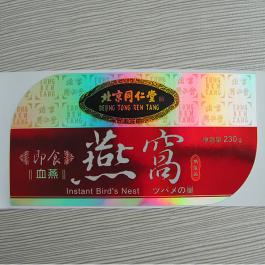 北京同仁堂
BEIJING TONG REN TANG
即食
血燕
燕窩
净含量 230g
Instant Bird's Nest
ツバメの巣